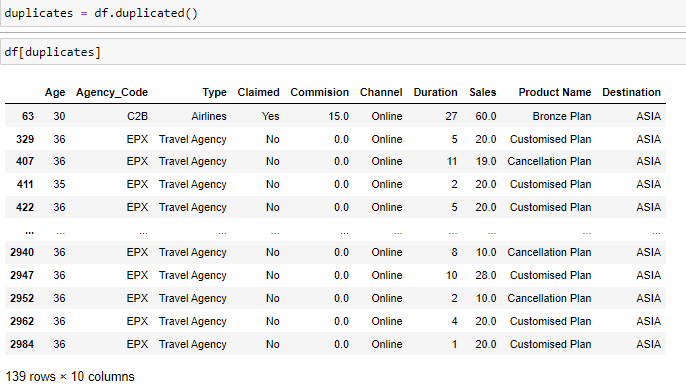 duplicates = df.duplicated()
df[duplicates]
Age Agency_Code Type Claimed Commision Channel Duration Sales Product Name Destination
63 30 C2B Airlines Yes 15.0 Online 27 60.0 Bronze Plan ASIA
329 36 EPX Travel Agency No 0.0 Online 5 20.0 Customised Plan ASIA
407 36 EPX Travel Agency No 0.0 Online 11 19.0 Cancellation Plan ASIA
411 35 EPX Travel Agency No 0.0 Online 2 20.0 Customised Plan ASIA
422 36 EPX Travel Agency No 0.0 Online 5 20.0 Customised Plan ASIA
... ... ... ... ... ... ... ... ... ... ...
2940 36 EPX Travel Agency No 0.0 Online 8 10.0 Cancellation Plan ASIA
2947 36 EPX Travel Agency No 0.0 Online 10 28.0 Customised Plan ASIA
2952 36 EPX Travel Agency No 0.0 Online 2 10.0 Cancellation Plan ASIA
2962 36 EPX Travel Agency No 0.0 Online 4 20.0 Customised Plan ASIA
2984 36 EPX Travel Agency No 0.0 Online 1 20.0 Customised Plan ASIA
139 rows × 10 columns